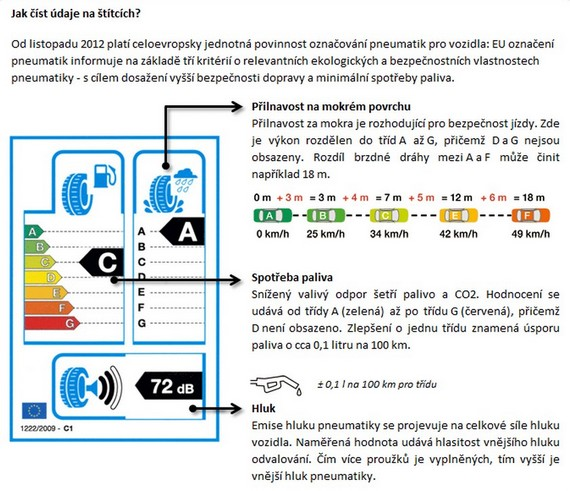 Jak číst údaje na štítcích?
Od listopadu 2012 platí celoevropsky jednotná povinnost označování pneumatik pro vozidla: EU označení
pneumatik informuje na základě tří kritérií o relevantních ekologických a bezpečnostních vlastnostech
pneumatiky - s cílem dosažení vyšší bezpečnosti dopravy a minimální spotřeby paliva.
Přilnavost na mokrém povrchu
Přilnavost za mokra je rozhodující pro bezpečnost jízdy. Zde
je výkon rozdělen do tříd A až G, přičemž D a G nejsou
obsazeny. Rozdíl brzdné dráhy mezi A a F může činit
například 18 m.
0 m + 3 m = 3 m + 4 m = 7 m + 5 m = 12 m + 6 m = 18 m
A B C E F
0 km/h 25 km/h 34 km/h 42 km/h 49 km/h
A
B
C
D
E
F
G
C
A
B
C
D
E
F
G
A
Spotřeba paliva
Snížený valivý odpor šetří palivo a CO2. Hodnocení se
udává od třídy A (zelená) až po třídu G (červená), přičemž
D není obsazeno. Zlepšení o jednu třídu znamená úsporu
paliva o cca 0,1 litru na 100 km.
± 0,1 l na 100 km pro třídu
72 dB
Hluk
Emise hluku pneumatiky se projevuje na celkové síle hluku
vozidla. Naměřená hodnota udává hlasitost vnějšího hluku
odvalování. Čím více proužků je vyplněných, tím vyšší je
vnější hluk pneumatiky.
1222/2009 - C1